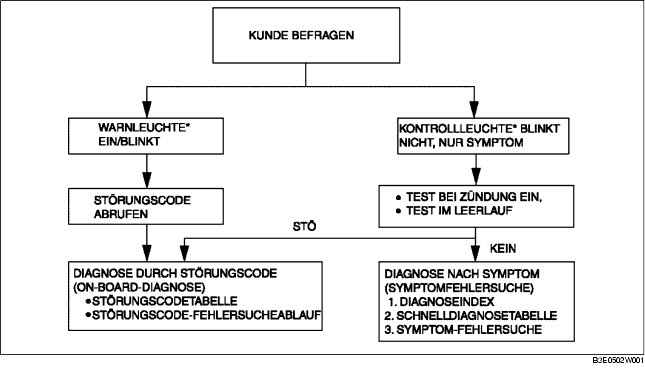 KUNDE BEFRAGEN
WARNLEUCHTE*
EIN/BLINKT
KONTROLLLEUCHTE* BLINKT
NICHT, NUR SYMPTOM
STÖRUNGSCODE
ABRUFEN
• TEST BEI ZÜNDUNG EIN,
• TEST IM LEERLAUF
STÖ
KEIN
DIAGNOSE DURCH STÖRUNGSCODE
(ON-BOARD-DIAGNOSE)
•STÖRUNGSCODETABELLE
•STÖRUNGSCODE-FEHLERSUCHEABLAUF
DIAGNOSE NACH SYMPTOM
(SYMPTOMFEHLERSUCHE)
1. DIAGNOSEINDEX
2. SCHNELLDIAGNOSETABELLE
3. SYMPTOM-FEHLERSUCHE
B3E0502W001